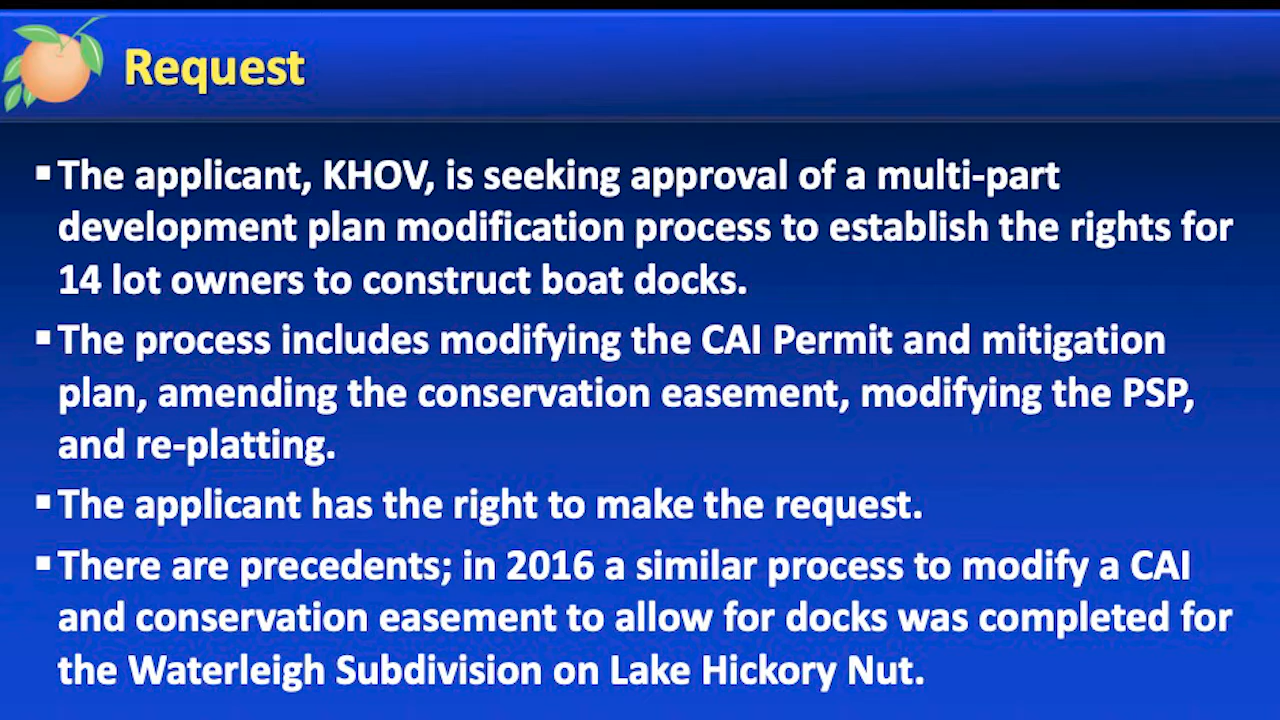 Request
▪ The applicant, KHOV, is seeking approval of a multi-part
development plan modification process to establish the rights for
14 lot owners to construct boat docks.
▪ The process includes modifying the CAI Permit and mitigation
plan, amending the conservation easement, modifying the PSP,
and re-platting.
▪ The applicant has the right to make the request.
▪ There are precedents; in 2016 a similar process to modify a CAI
and conservation easement to allow for docks was completed for
the Waterleigh Subdivision on Lake Hickory Nut.